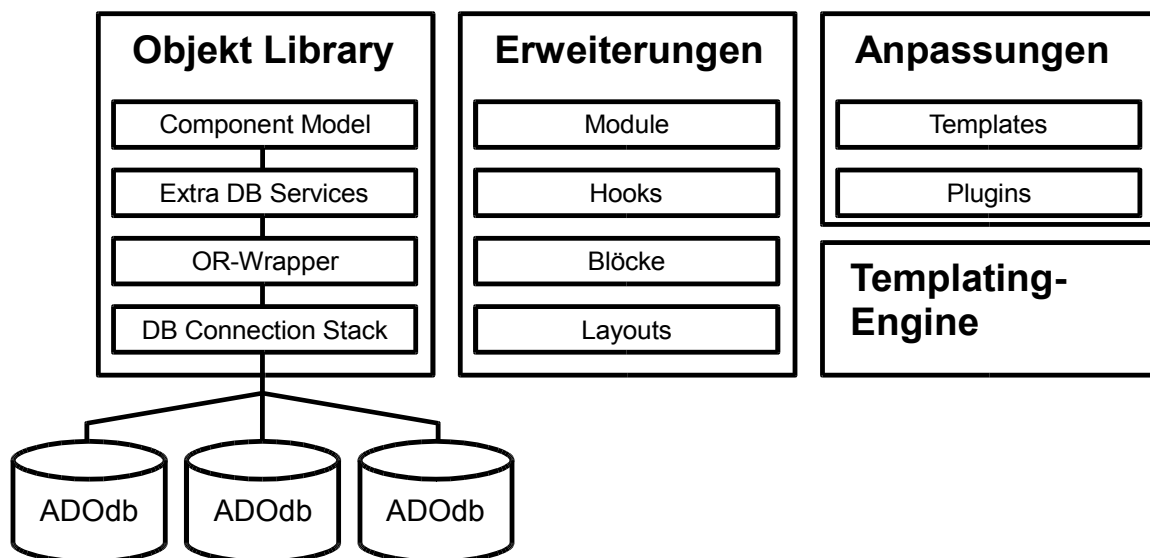 Objekt Library
Component Model
Extra DB Services
OR-Wrapper
DB Connection Stack
ADOdb
ADOdb
ADOdb
Erweiterungen
Module
Hooks
Blöcke
Layouts
Anpassungen
Templates
Plugins
Templating-
Engine